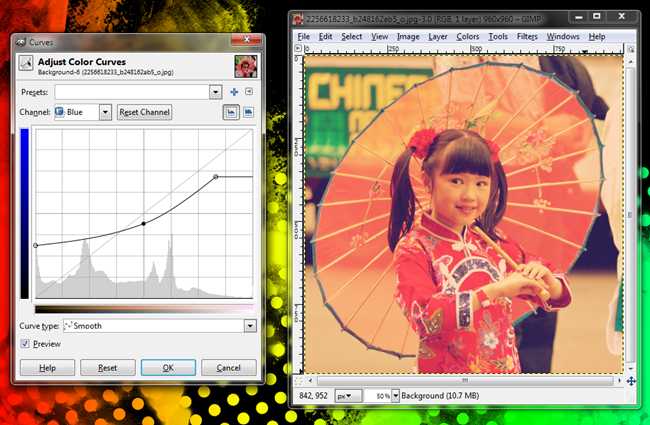 Curves
Adjust Color Curves
Background-6 (2256618233_b248162ab5_o.jpg)
Presets:
Channel: Blue Reset Channel
Curve type: Smooth
Preview
Help Reset OK Cancel
2256618233_b248162ab5_o.jpg-3.0 (RGB, 1 layer) 960x960 – GIMP
File Edit Select View Image Layer Colors Tools Filters Windows Help
CHINES
842, 952 px 50% Background (10.7 MB)